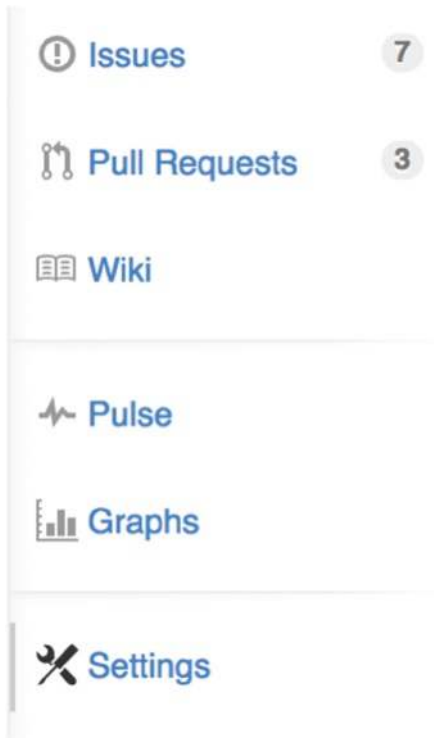 Issues 7
Pull Requests 3
Wiki
Pulse
Graphs
Settings